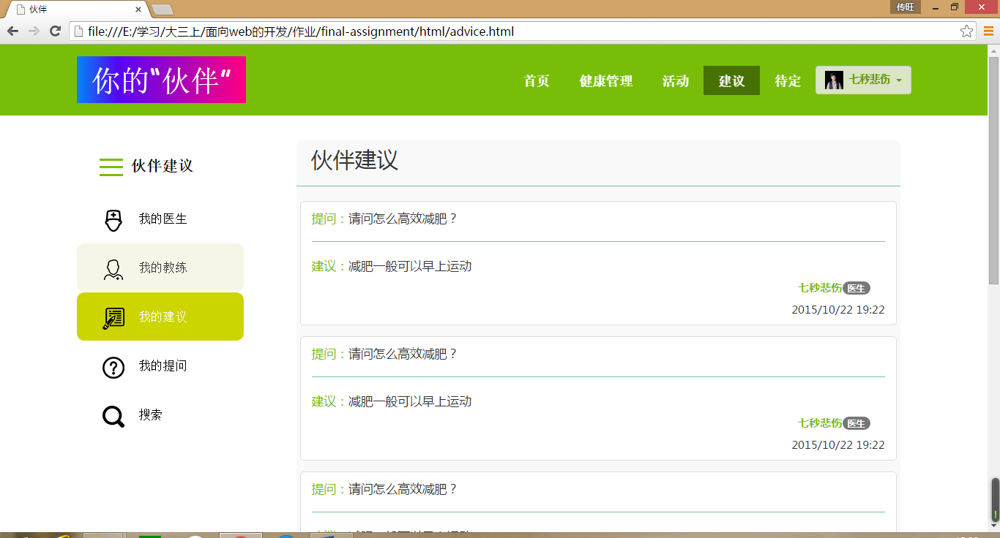 伙伴
传旺
file:///E:/学习/大三上/面向web的开发/作业/final-assignment/html/advice.html
你的“伙伴”
首页 健康管理 活动 建议 待定 七秒悲伤
伙伴建议
我的医生
我的教练
我的建议
我的提问
搜索
伙伴建议
提问：请问怎么高效减肥？
建议：减肥一般可以早上运动
七秒悲伤 医生
2015/10/22 19:22
提问：请问怎么高效减肥？
建议：减肥一般可以早上运动
七秒悲伤 医生
2015/10/22 19:22
提问：请问怎么高效减肥？